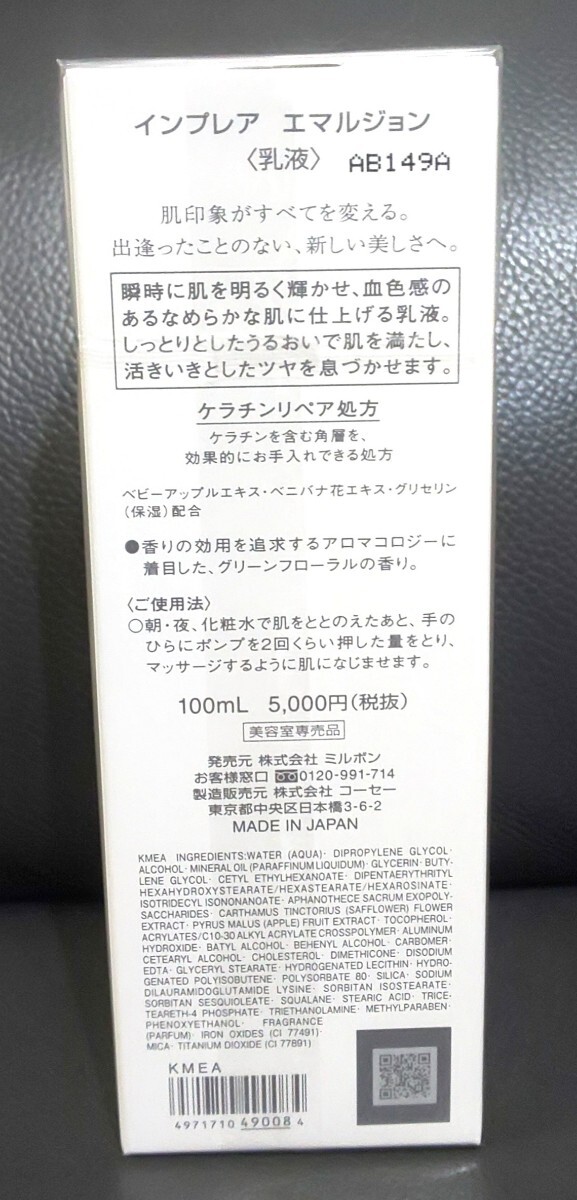 インプレア エマルジョン
〈乳液〉 AB149A
肌印象がすべてを変える。
出逢ったことのない、新しい美しさへ。
瞬時に肌を明るく輝かせ、血色感の
あるなめらかな肌に仕上げる乳液。
しっとりとしたうるおいで肌を満たし、
活きいきとしたツヤを息づかせます。
ケラチンリペア処方
ケラチンを含む角層を、
効果的にお手入れできる処方
ベビーアップルエキス・ベニバナ花エキス・グリセリン
(保湿)配合
●香りの効用を追求するアロマコロジーに
着目した、グリーンフローラルの香り。
〈ご使用法〉
○朝・夜、化粧水で肌をととのえたあと、手の
ひらにポンプを2回くらい押した量をとり、
マッサージするように肌になじませます。
100mL 5,000円(税抜)
美容室専売品
発売元 株式会社 ミルボン
お客様窓口 0120-991-714
製造販売元 株式会社 コーセー
東京都中央区日本橋3-6-2
MADE IN JAPAN
KMEA INGREDIENTS:WATER (AQUA)· DIPROPYLENE GLYCOL·
ALCOHOL· MINERAL OIL (PARAFFINUM LIQUIDUM)· GLYCERIN· BUTY-
LENE GLYCOL· CETYL ETHYLHEXANOATE· DIPENTAERYTHRITYL
HEXAHYDROXYSTEARATE/HEXASTEARATE/HEXAROSINATE·
ISOTRIDECYL ISONONANOATE· APHANOTHECE SACRUM EXOPOLY-
SACCHARIDES· CARTHAMUS TINCTORIUS (SAFFLOWER) FLOWER
EXTRACT· PYRUS MALUS (APPLE) FRUIT EXTRACT· TOCOPHEROL·
ACRYLATES/C10-30 ALKYL ACRYLATE CROSSPOLYMER· ALUMINUM
HYDROXIDE· BATYL ALCOHOL· BEHENYL ALCOHOL· CARBOMER·
CETEARYL ALCOHOL· CHOLESTEROL· DIMETHICONE· DISODIUM
EDTA· GLYCERYL STEARATE· HYDROGENATED LECITHIN· HYDRO-
GENATED POLYISOBUTENE· POLYSORBATE 80· SILICA· SODIUM
DILAURAMIDOGLUTAMIDE LYSINE· SORBITAN ISOSTEARATE·
SORBITAN SESQUIOLEATE· SQUALANE· STEARIC ACID· TRICE-
TEARETH-4 PHOSPHATE· TRIETHANOLAMINE· METHYLPARABEN·
PHENOXYETHANOL· FRAGRANCE
(PARFUM)· IRON OXIDES (CI 77491)·
MICA· TITANIUM DIOXIDE (CI 77891)
KMEA
4971710 49008 4